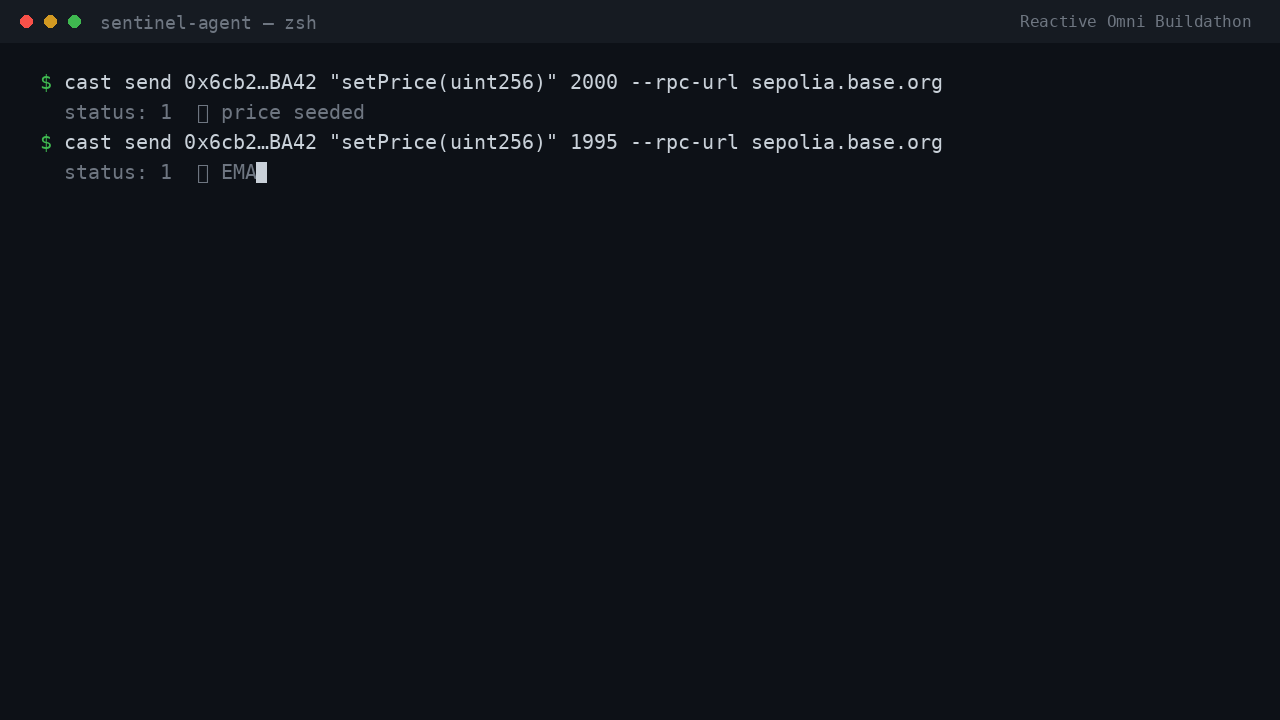 sentinel-agent — zsh
Reactive Omni Buildathon
$ cast send 0x6cb2…BA42 "setPrice(uint256)" 2000 --rpc-url sepolia.base.org
status: 1 ▯ price seeded
$ cast send 0x6cb2…BA42 "setPrice(uint256)" 1995 --rpc-url sepolia.base.org
status: 1 ▯ EMA